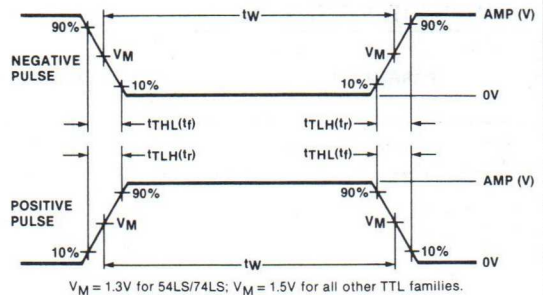 tW
AMP (V)
90%
90%
NEGATIVE
PULSE
VM
VM
10%
10%
0V
tTHL(tf)
tTLH(tr)
tTLH(tr)
tTHL(tf)
AMP (V)
90%
90%
POSITIVE
PULSE
VM
VM
10%
10%
tW
0V
VM = 1.3V for 54LS/74LS; VM = 1.5V for all other TTL families.